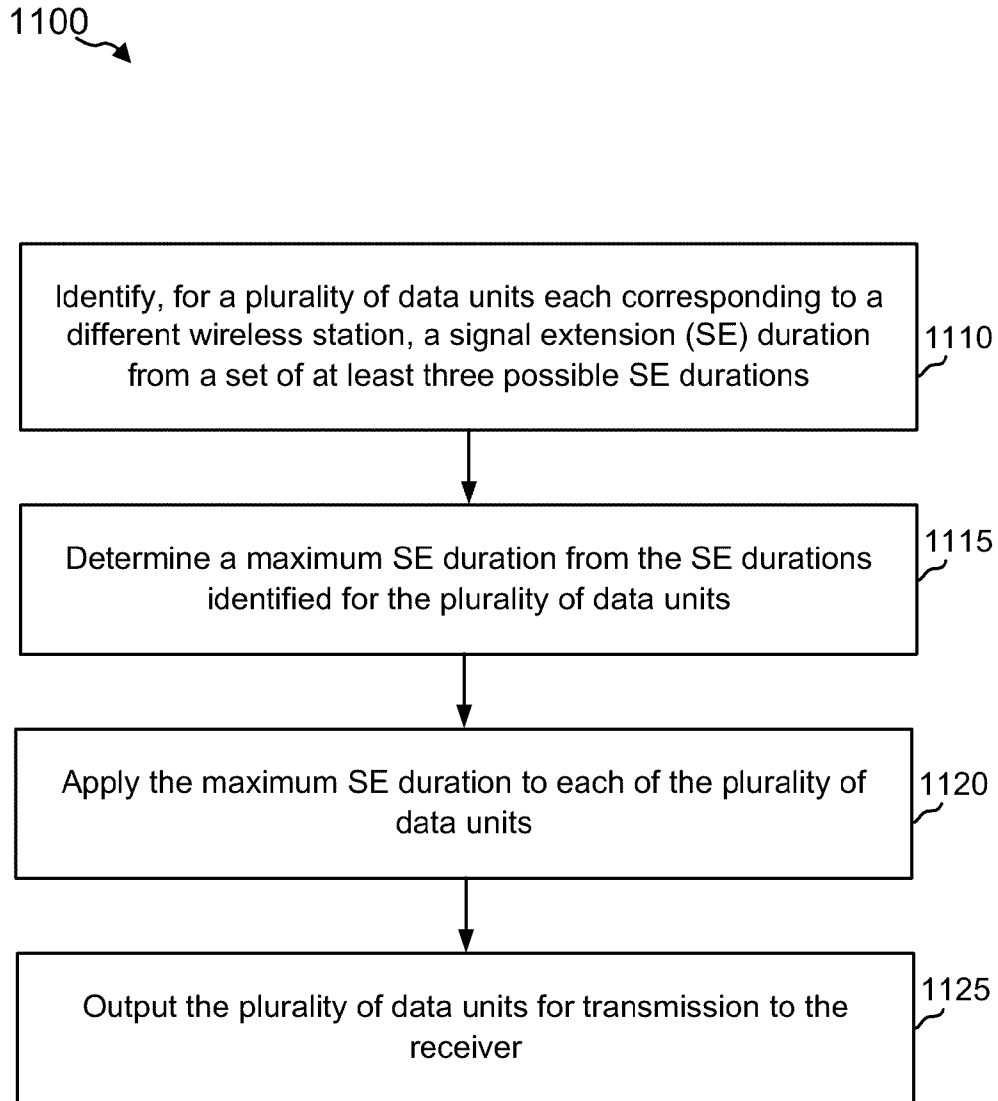 1100
Identify, for a plurality of data units each corresponding to a
different wireless station, a signal extension (SE) duration
from a set of at least three possible SE durations
1110
Determine a maximum SE duration from the SE durations
identified for the plurality of data units
1115
Apply the maximum SE duration to each of the plurality of
data units
1120
Output the plurality of data units for transmission to the
receiver
1125